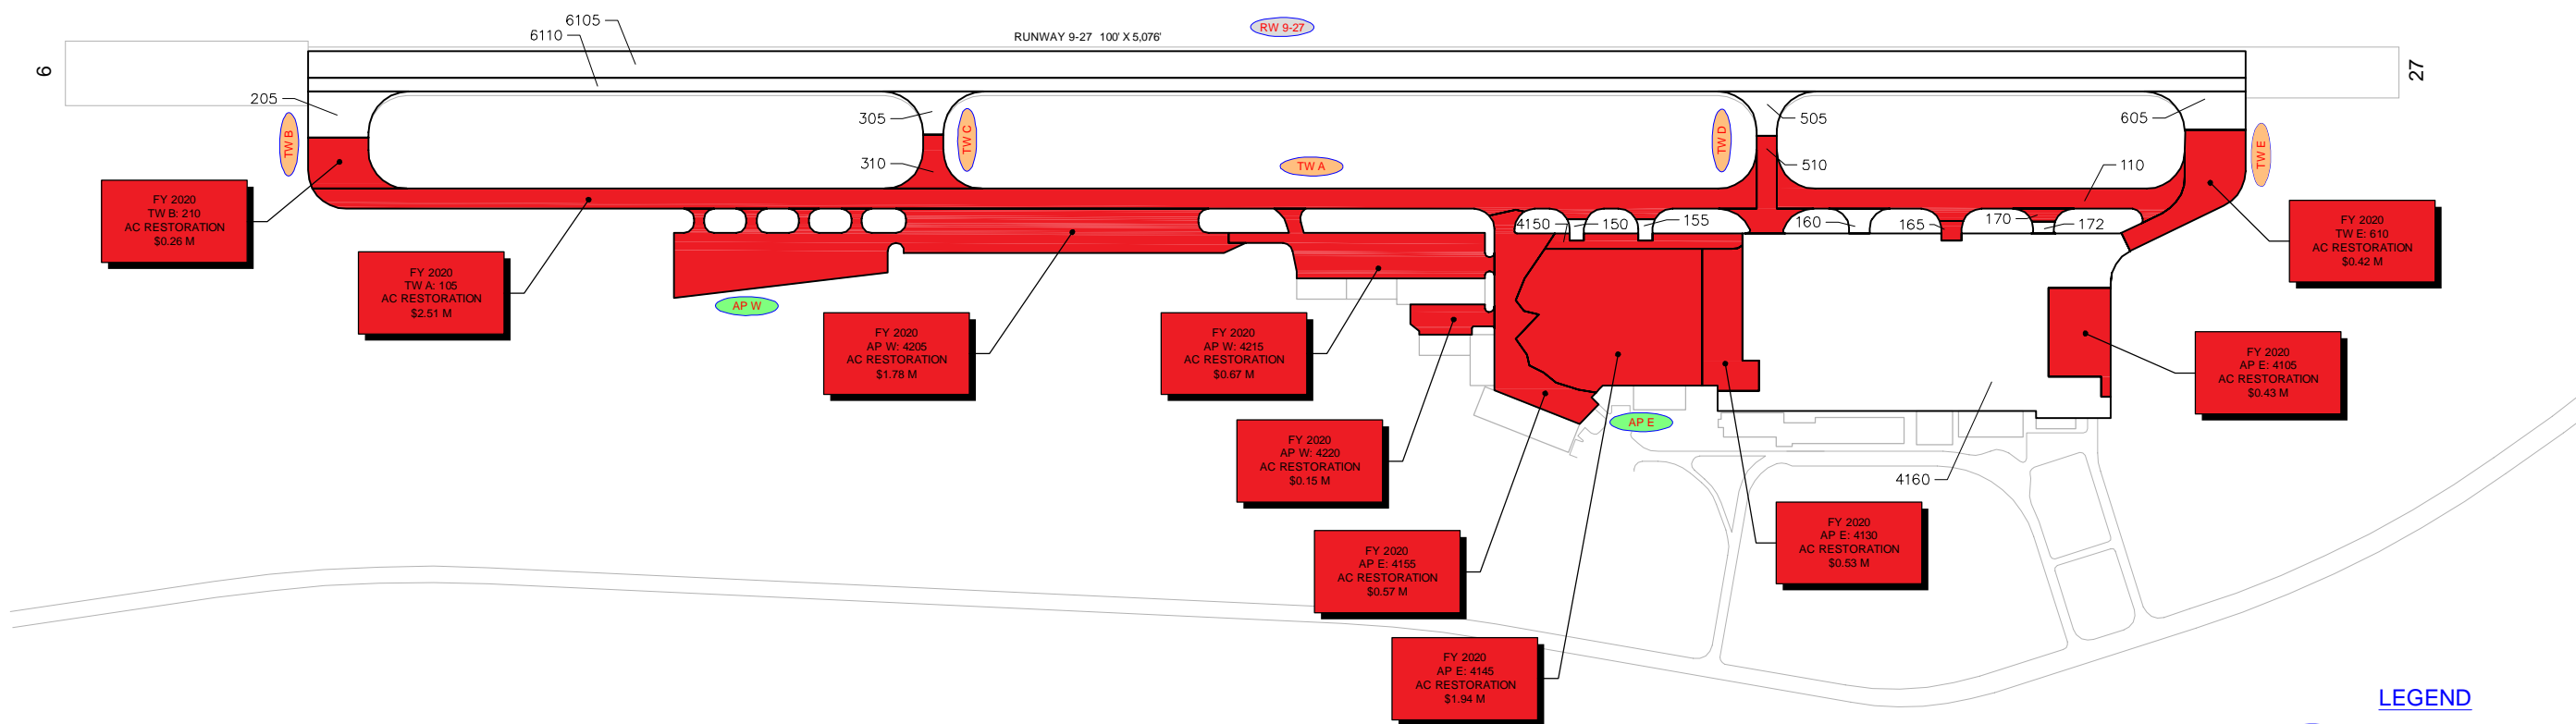 6105
6110
RUNWAY 9-27 100' X 5,076'
RW 9-27
9
27
205
305
505
605
TW B
TW C
TW D
TW E
TW A
310
510
110
4150
150
155
160
165
170
172
FY 2020
TW B: 210
AC RESTORATION
$0.26 M
FY 2020
TW A: 105
AC RESTORATION
$2.51 M
AP W
FY 2020
AP W: 4205
AC RESTORATION
$1.78 M
FY 2020
AP W: 4215
AC RESTORATION
$0.67 M
FY 2020
TW E: 610
AC RESTORATION
$0.42 M
FY 2020
AP E: 4105
AC RESTORATION
$0.43 M
FY 2020
AP W: 4220
AC RESTORATION
$0.15 M
AP E
4160
FY 2020
AP E: 4155
AC RESTORATION
$0.57 M
FY 2020
AP E: 4130
AC RESTORATION
$0.53 M
FY 2020
AP E: 4145
AC RESTORATION
$1.94 M
LEGEND